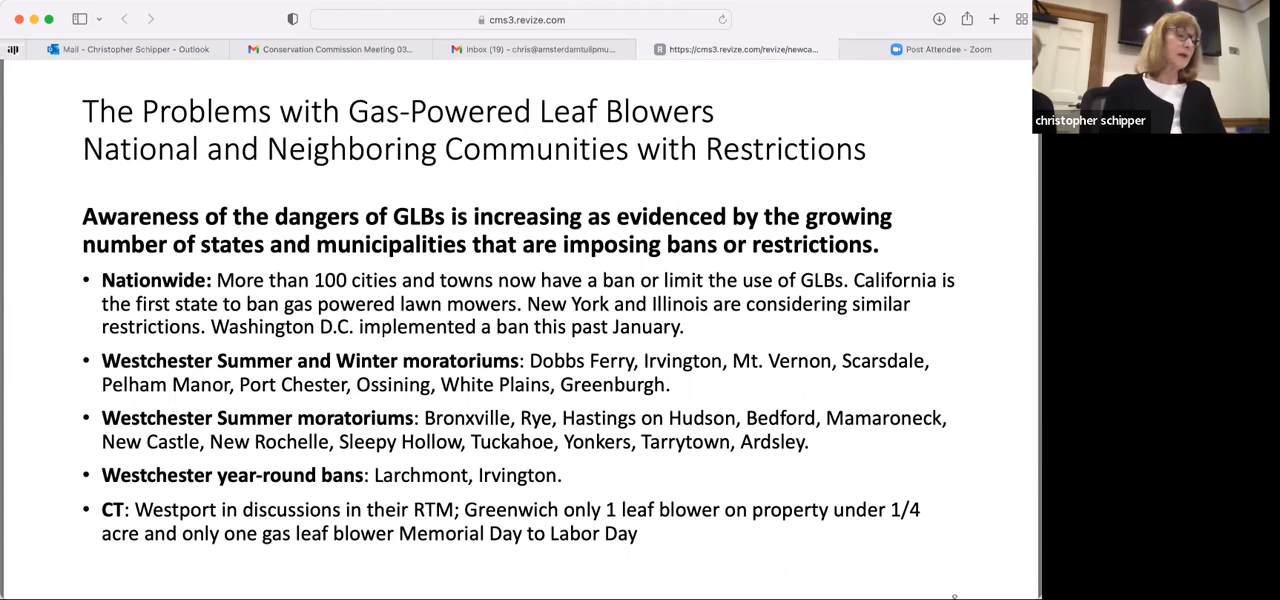 cms3.revize.com
Mail - Christopher Schipper - Outlook
Conservation Commission Meeting 03...
Inbox (19) - chris@amsterdamtulipmu...
R https://cms3.revize.com/revize/newca...
Post Attendee - Zoom
christopher schipper
The Problems with Gas-Powered Leaf Blowers
National and Neighboring Communities with Restrictions
Awareness of the dangers of GLBs is increasing as evidenced by the growing
number of states and municipalities that are imposing bans or restrictions.
• Nationwide: More than 100 cities and towns now have a ban or limit the use of GLBs. California is
the first state to ban gas powered lawn mowers. New York and Illinois are considering similar
restrictions. Washington D.C. implemented a ban this past January.
• Westchester Summer and Winter moratoriums: Dobbs Ferry, Irvington, Mt. Vernon, Scarsdale,
Pelham Manor, Port Chester, Ossining, White Plains, Greenburgh.
• Westchester Summer moratoriums: Bronxville, Rye, Hastings on Hudson, Bedford, Mamaroneck,
New Castle, New Rochelle, Sleepy Hollow, Tuckahoe, Yonkers, Tarrytown, Ardsley.
• Westchester year-round bans: Larchmont, Irvington.
• CT: Westport in discussions in their RTM; Greenwich only 1 leaf blower on property under 1/4
acre and only one gas leaf blower Memorial Day to Labor Day